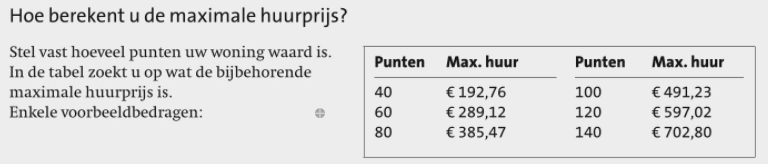 Hoe berekent u de maximale huurprijs?
Stel vast hoeveel punten uw woning waard is.
In de tabel zoekt u op wat de bijbehorende
maximale huurprijs is.
Enkele voorbeeldbedragen:
Punten Max. huur Punten Max. huur
40 € 192,76 100 € 491,23
60 € 289,12 120 € 597,02
80 € 385,47 140 € 702,80